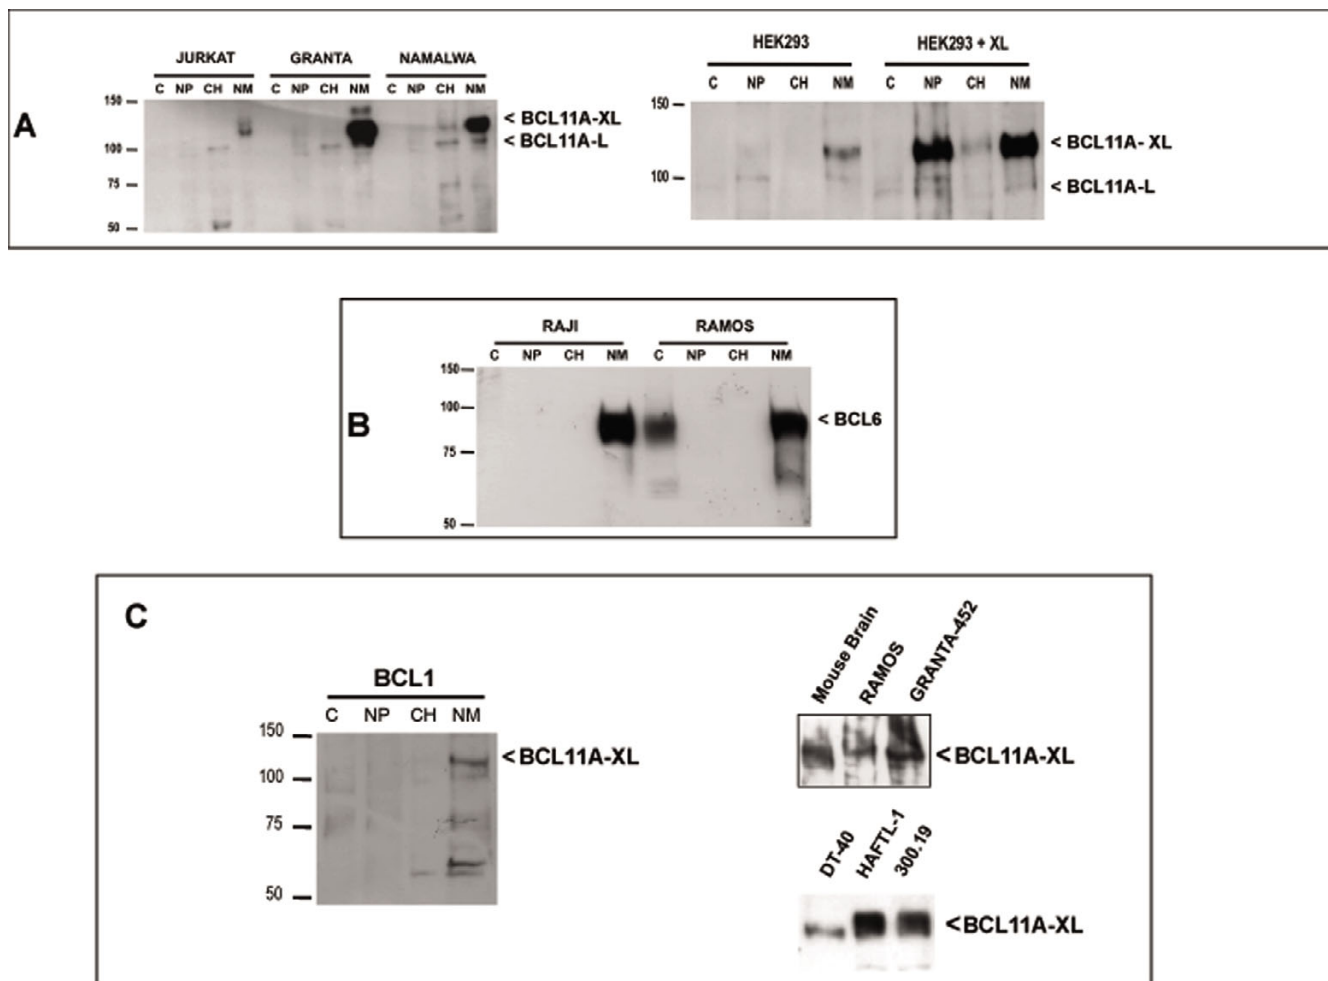 A
JURKAT GRANTA NAMALWA
C NP CH NM C NP CH NM C NP CH NM
150
100
75
50
< BCL11A-XL
< BCL11A-L
HEK293 HEK293 + XL
C NP CH NM C NP CH NM
150
100
< BCL11A- XL
< BCL11A-L
B
RAJI RAMOS
C NP CH NM C NP CH NM
150
100
75
50
< BCL6
C
BCL1
C NP CH NM
150
100
75
50
< BCL11A-XL
Mouse Brain RAMOS GRANTA-452
< BCL11A-XL
DT-40 HAFTL-1 300.19
< BCL11A-XL